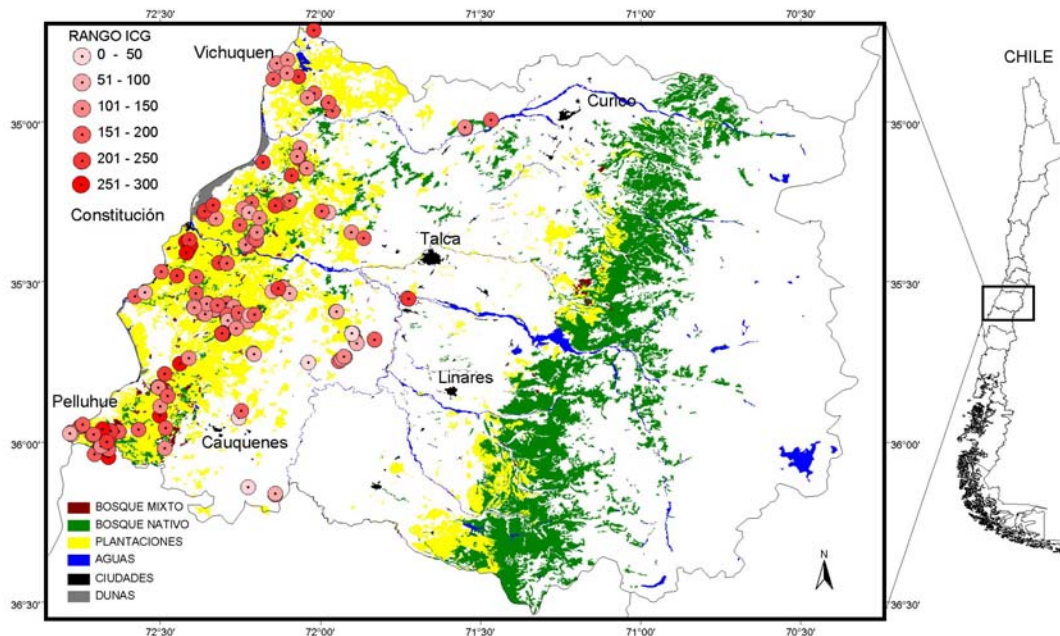 72°30' 72°00' 71°30' 71°00' 70°30'
RANGO ICG
0 - 50
51 - 100
101 - 150
151 - 200
201 - 250
251 - 300
Vichuquen
Curico
35°00' 35°00'
Constitución
Talca
35°30' 35°30'
Linares
Pelluhue
Cauquenes
36°00' 36°00'
BOSQUE MIXTO
BOSQUE NATIVO
PLANTACIONES
AGUAS
CIUDADES
DUNAS
N
36°30' 36°30'
72°30' 72°00' 71°30' 71°00' 70°30'
CHILE